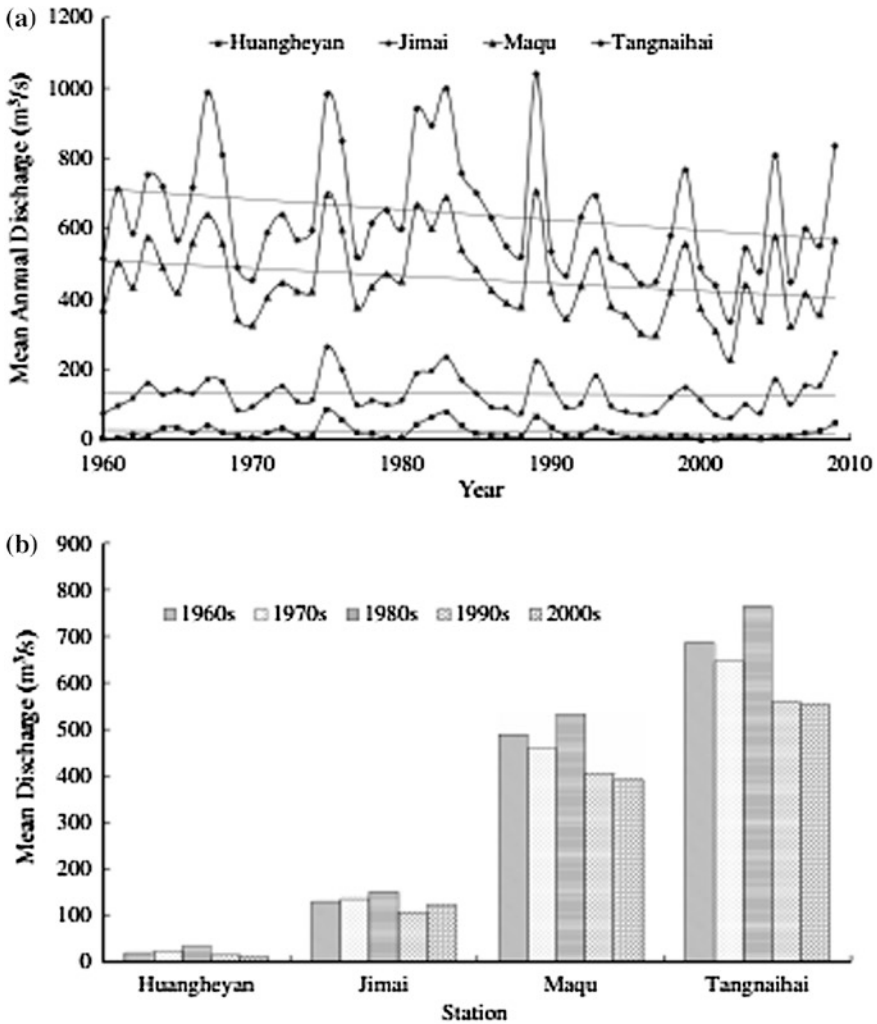 (a)
1200
1000
800
600
400
200
0
Mean Annual Discharge (m³/s)
Huangheyan Jimai Maqu Tangnaihai
1960 1970 1980 1990 2000 2010
Year
(b)
900
800
700
600
500
400
300
200
100
0
Mean Discharge (m³/s)
1960s 1970s 1980s 1990s 2000s
Huangheyan Jimai Maqu Tangnaihai
Station